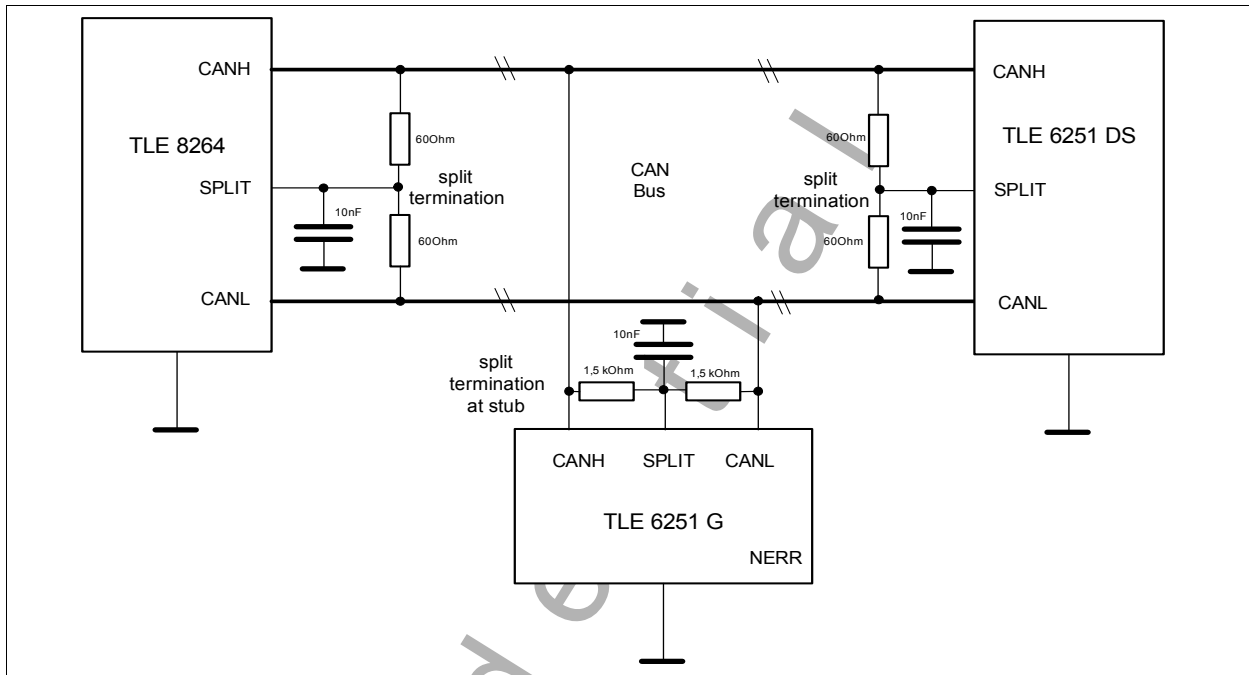 CANH
TLE 8264
SPLIT
CANL
60Ohm
split
termination
10nF
60Ohm
CAN
Bus
60Ohm
split
termination
60Ohm
10nF
CANH
TLE 6251 DS
SPLIT
CANL
10nF
split
termination
at stub
1,5 kOhm
1,5 kOhm
CANH SPLIT CANL
TLE 6251 G
NERR